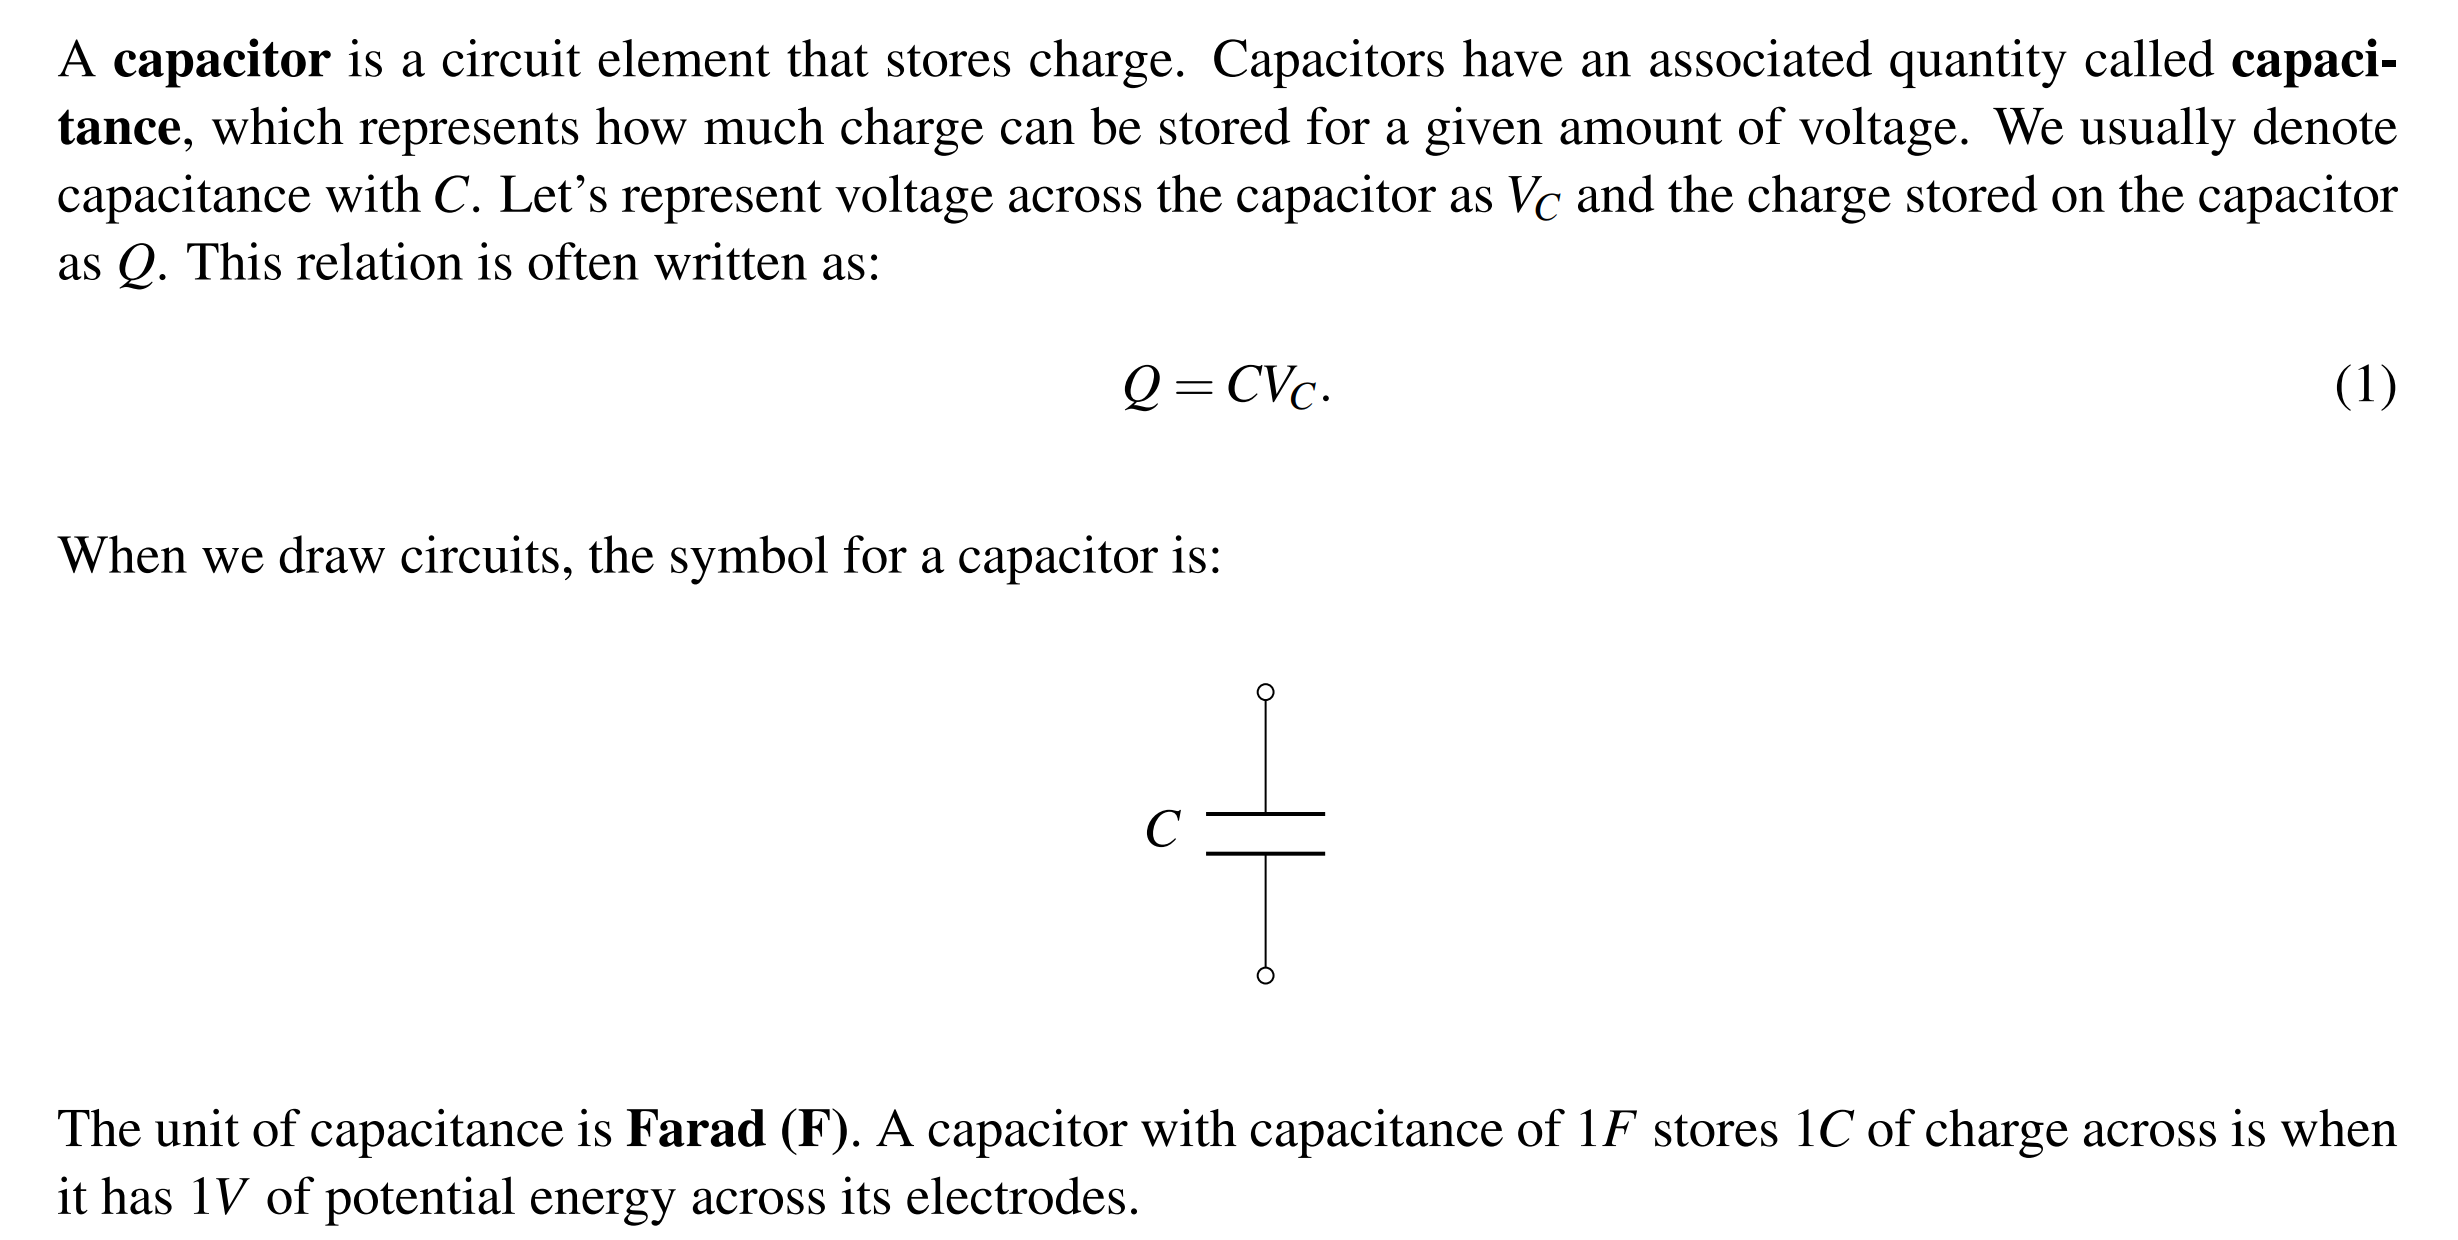 A capacitor is a circuit element that stores charge. Capacitors have an associated quantity called capaci-
tance, which represents how much charge can be stored for a given amount of voltage. We usually denote
capacitance with C. Let’s represent voltage across the capacitor as V_C and the charge stored on the capacitor
as Q. This relation is often written as:
Q = CV_C. (1)
When we draw circuits, the symbol for a capacitor is:
C
The unit of capacitance is Farad (F). A capacitor with capacitance of 1F stores 1C of charge across is when
it has 1V of potential energy across its electrodes.